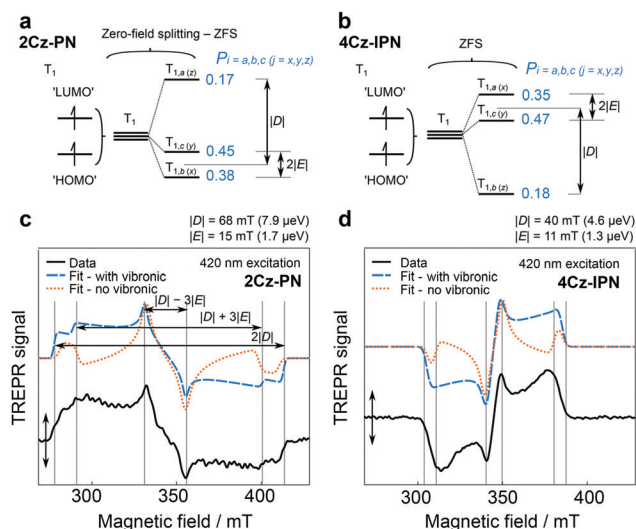 a
2Cz-PN
Zero-field splitting – ZFS
P i = a,b,c (j = x,y,z)
T1
'LUMO'
T1
'HOMO'
T1,a (z) 0.17
|D|
T1,c (y) 0.45
2|E|
T1,b (x) 0.38
b
4Cz-IPN
ZFS
P i = a,b,c (j = x,y,z)
T1
'LUMO'
T1
'HOMO'
T1,a (x) 0.35
2|E|
T1,c (y) 0.47
|D|
T1,b (z) 0.18
c
|D| = 68 mT (7.9 µeV)
|E| = 15 mT (1.7 µeV)
Data
Fit - with vibronic
Fit - no vibronic
420 nm excitation
2Cz-PN
|D| − 3|E|
|D| + 3|E|
2|D|
TREPR signal
300 350 400
Magnetic field / mT
d
|D| = 40 mT (4.6 µeV)
|E| = 11 mT (1.3 µeV)
Data
Fit - with vibronic
Fit - no vibronic
420 nm excitation
4Cz-IPN
TREPR signal
300 350 400
Magnetic field / mT